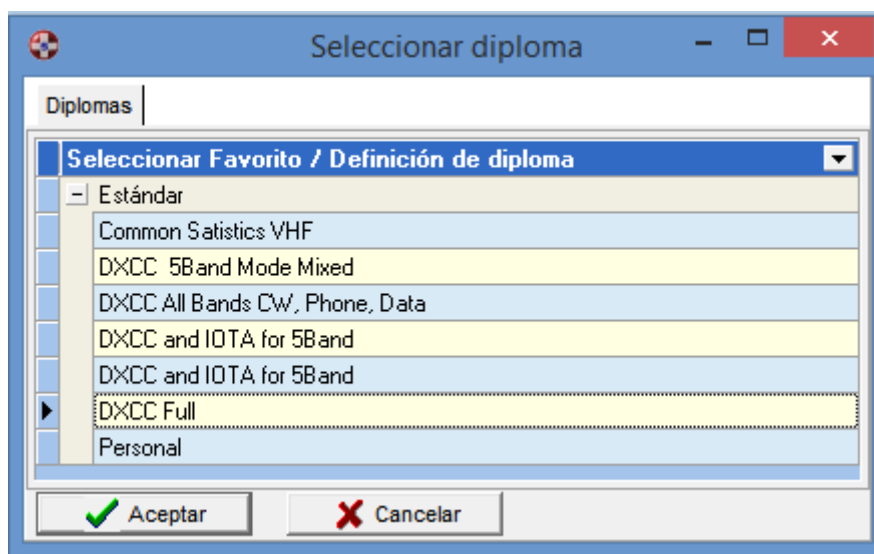 Seleccionar diploma
Diplomas
Seleccionar Favorito / Definición de diploma
Estándar
Common Satistics VHF
DXCC  5Band Mode Mixed
DXCC All Bands CW, Phone, Data
DXCC and IOTA for 5Band
DXCC and IOTA for 5Band
DXCC Full
Personal
Aceptar
Cancelar